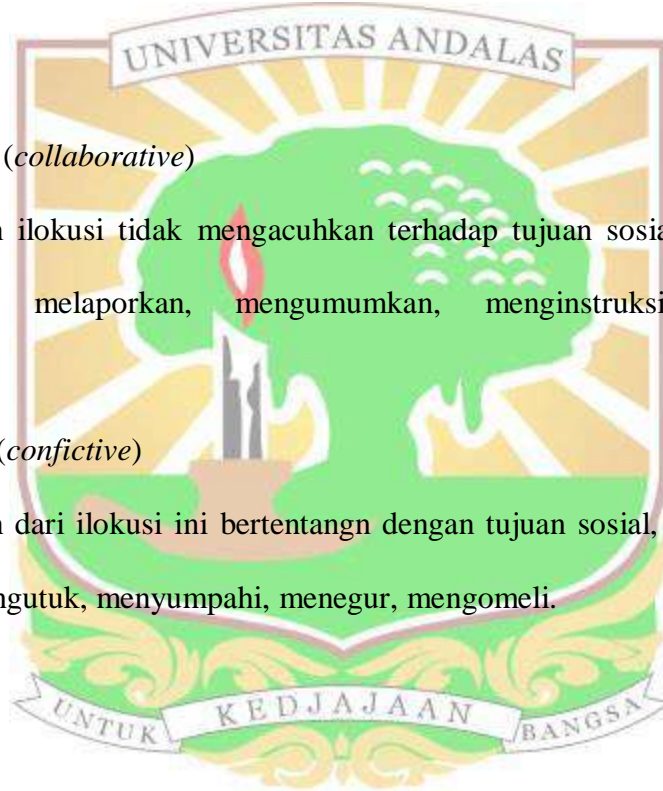 UNIVERSITAS ANDALAS
(collaborative)
ilokusi tidak mengacuhkan terhadap tujuan sosia
melaporkan, mengumumkan, menginstruksi
(confictive)
dari ilokusi ini bertentangn dengan tujuan sosial,
ngutuk, menyumpahi, menegur, mengomeli.
UNTUK KEDJAJAAN BANGSA